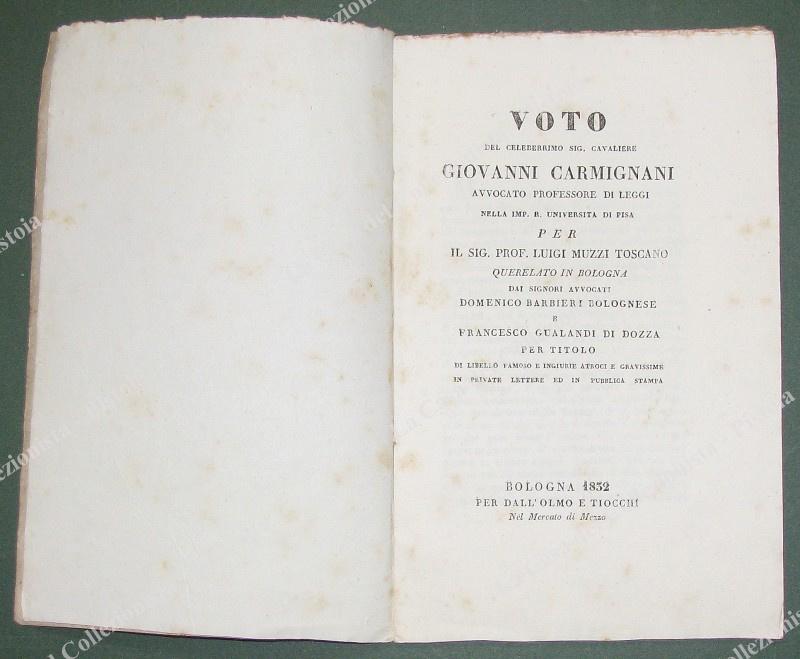 VOTO
DEL CELEBERRIMO SIG. CAVALIERE
GIOVANNI CARMIGNANI
AVVOCATO PROFESSORE DI LEGGI
NELLA IMP. R. UNIVERSITA DI PISA
PER
IL SIG. PROF. LUIGI MUZZI TOSCANO
QUERELATO IN BOLOGNA
DAI SIGNORI AVVOCATI
DOMENICO BARBIERI BOLOGNESE
E
FRANCESCO GUALANDI DI DOZZA
PER TITOLO
DI LIBELLO FAMOSO E INGIURIE ATROCI E GRAVISSIME
IN PRIVATE LETTERE ED IN PUBBLICA STAMPA
BOLOGNA 1832
PER DALL'OLMO E TIOCCHI
Nel Mercato di Mezzo